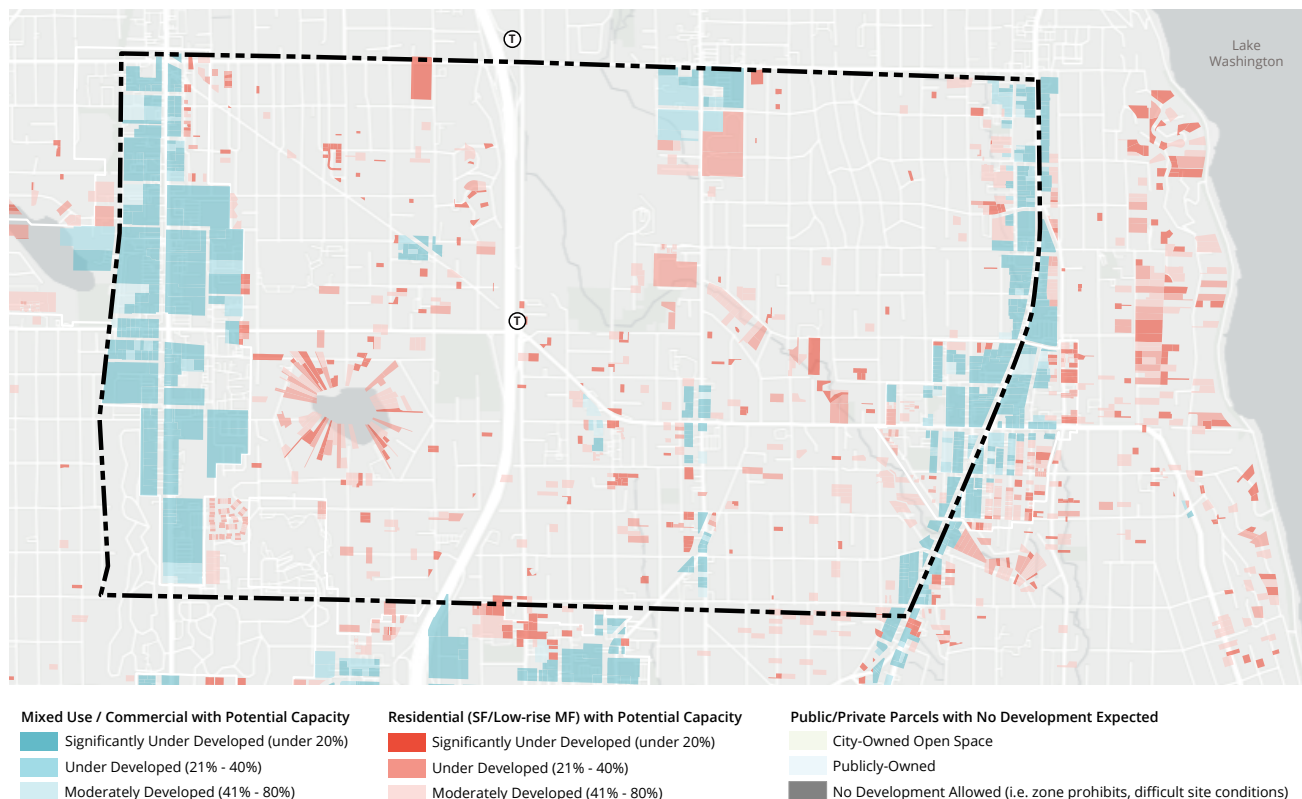 Lake
Washington
T
T
Mixed Use / Commercial with Potential Capacity
Significantly Under Developed (under 20%)
Under Developed (21% - 40%)
Moderately Developed (41% - 80%)
Residential (SF/Low-rise MF) with Potential Capacity
Significantly Under Developed (under 20%)
Under Developed (21% - 40%)
Moderately Developed (41% - 80%)
Public/Private Parcels with No Development Expected
City-Owned Open Space
Publicly-Owned
No Development Allowed (i.e. zone prohibits, difficult site conditions)